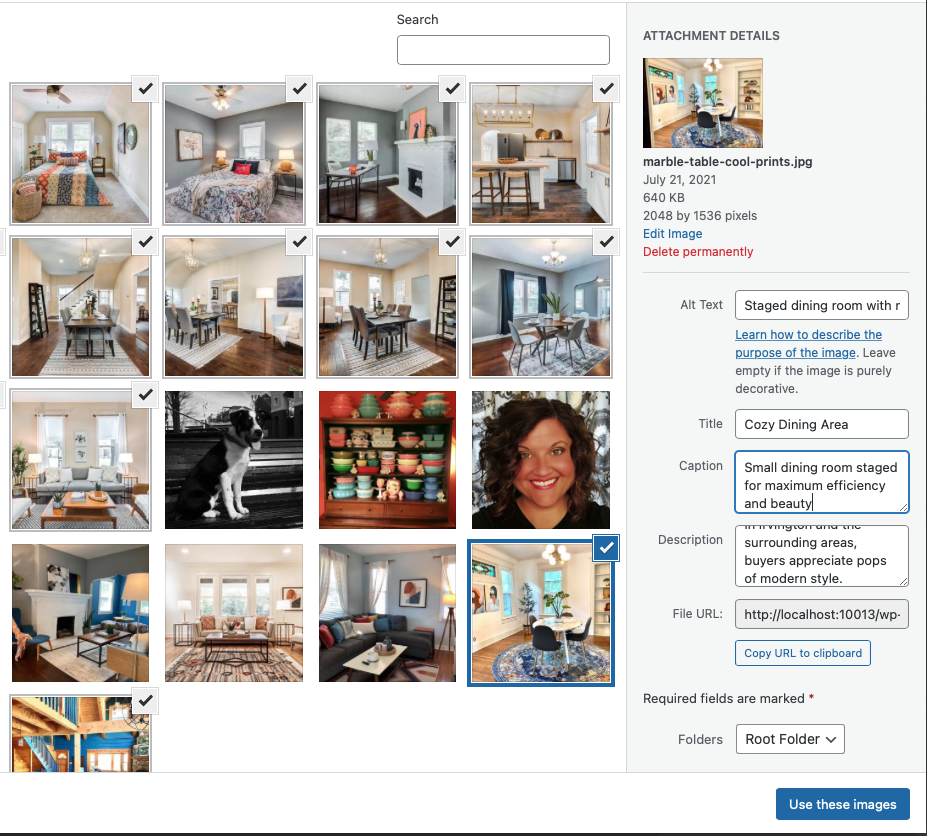 Search
ATTACHMENT DETAILS
marble-table-cool-prints.jpg
July 21, 2021
640 KB
2048 by 1536 pixels
Edit Image
Delete permanently
Alt Text
Staged dining room with r
Learn how to describe the
purpose of the image. Leave
empty if the image is purely
decorative.
Title
Cozy Dining Area
Caption
Small dining room staged
for maximum efficiency
and beauty
Description
in Irvington and the
surrounding areas,
buyers appreciate pops
of modern style.
File URL:
http://localhost:10013/wp-
Copy URL to clipboard
Required fields are marked *
Folders
Root Folder
Use these images